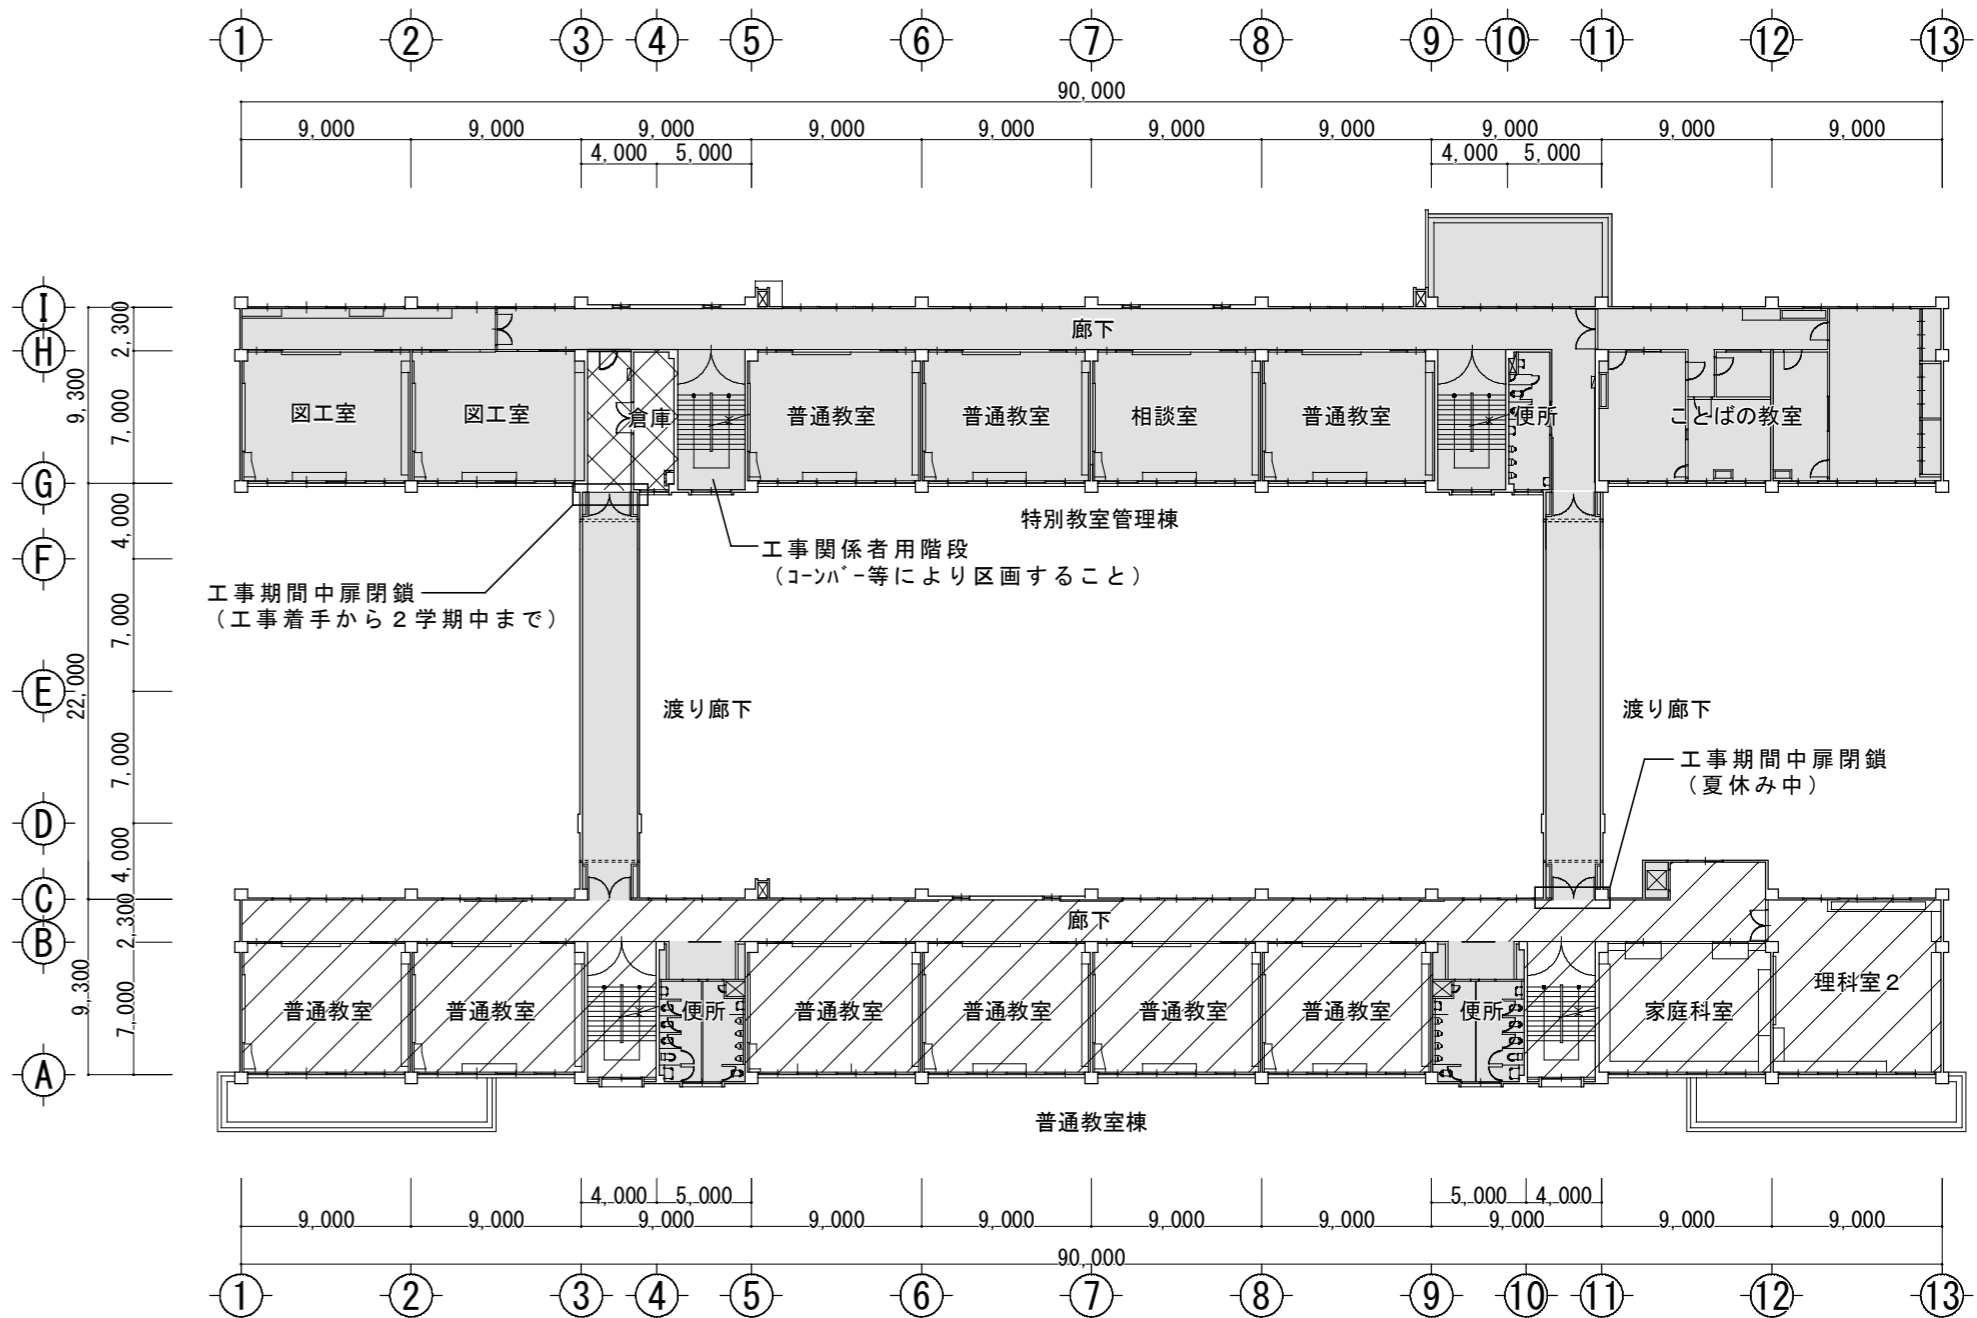 1 2 3 4 5 6 7 8 9 10 11 12 13
90,000
9,000 9,000 9,000 9,000 9,000 9,000 9,000 9,000 9,000 9,000
4,000 5,000 4,000 5,000
I
H
G
F
E
D
C
B
A
2,300
9,300
7,000
4,000
7,000
22,000
7,000
4,000
2,300
9,300
7,000
廊下
図工室 図工室 倉庫 普通教室 普通教室 相談室 普通教室 便所 ことばの教室
特別教室管理棟
工事関係者用階段
（コーンバー等により区画すること）
工事期間中扉閉鎖
（工事着手から２学期中まで）
渡り廊下 渡り廊下
工事期間中扉閉鎖
（夏休み中）
廊下
普通教室 普通教室 便所 普通教室 普通教室 普通教室 普通教室 便所 家庭科室 理科室２
普通教室棟
4,000 5,000 5,000 4,000
9,000 9,000 9,000 9,000 9,000 9,000 9,000 9,000 9,000 9,000
90,000
1 2 3 4 5 6 7 8 9 10 11 12 13